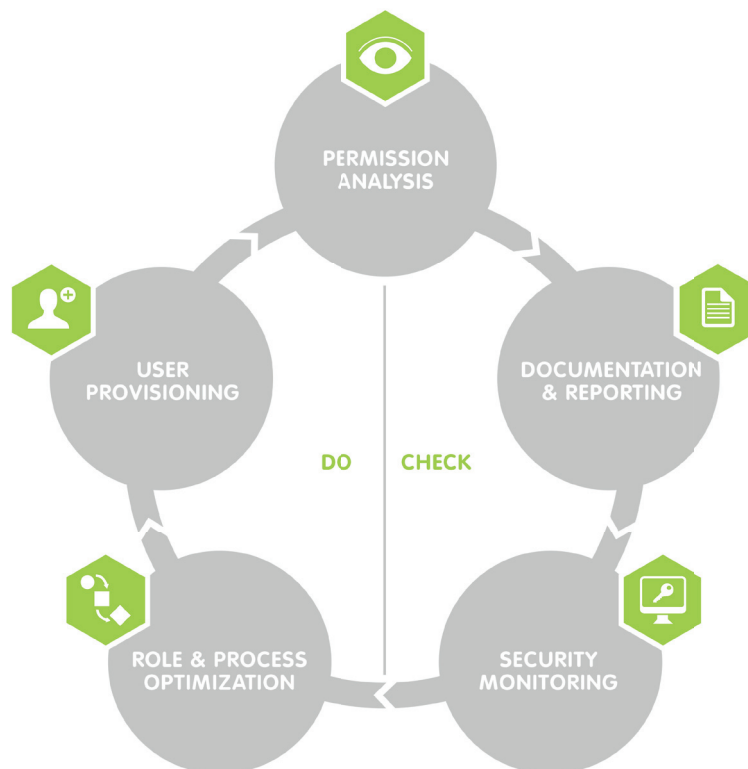 PERMISSION
ANALYSIS
USER
PROVISIONING
DOCUMENTATION
& REPORTING
DO
CHECK
ROLE & PROCESS
OPTIMIZATION
SECURITY
MONITORING